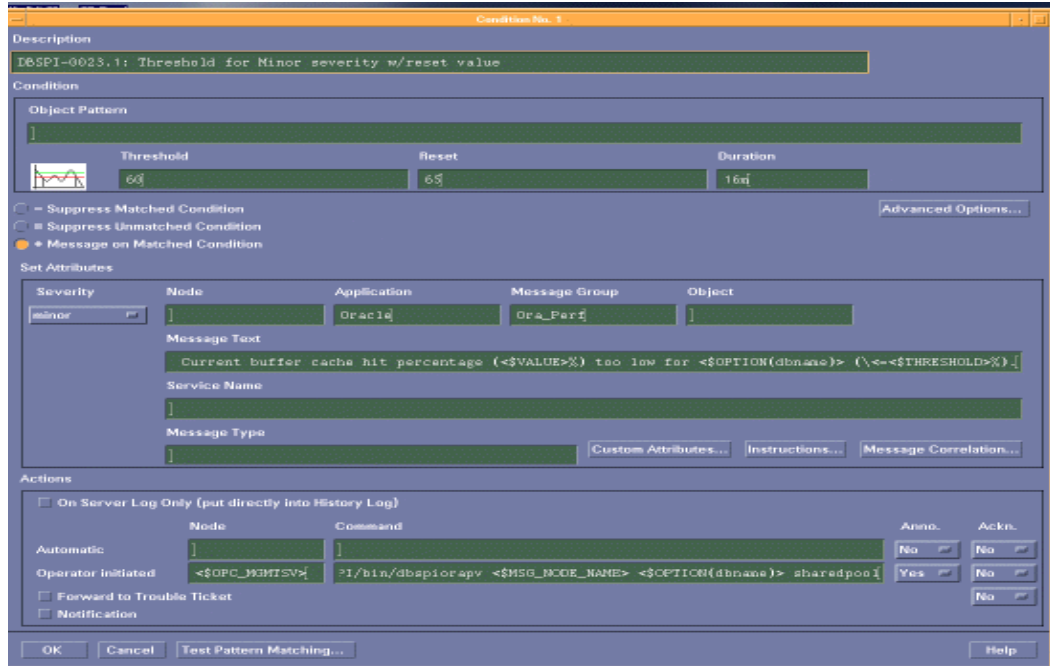 Condition No. 1
Description
DBSPI-0023.1: Threshold for Minor severity w/reset value
Condition
Object Pattern
Threshold Reset Duration
60 65 16m
- Suppress Matched Condition
Advanced Options...
= Suppress Unmatched Condition
+ Message on Matched Condition
Set Attributes
Severity Node Application Message Group Object
minor Oracle Ora_Perf
Message Text
Current buffer cache hit percentage (<$VALUE>%) too low for <$OPTION(dbname)> (\<=<$THRESHOLD>%).[
Service Name
Message Type
Custom Attributes... Instructions... Message Correlation...
Actions
On Server Log Only (put directly into History Log)
Node Command Anno. Ackn.
Automatic No No
Operator initiated <$OPC_MGMTSV> PI/bin/dbspiorapv <$MSG_NODE_NAME> <$OPTION(dbname)> sharedpool Yes No
Forward to Trouble Ticket No
Notification
OK Cancel Test Pattern Matching... Help